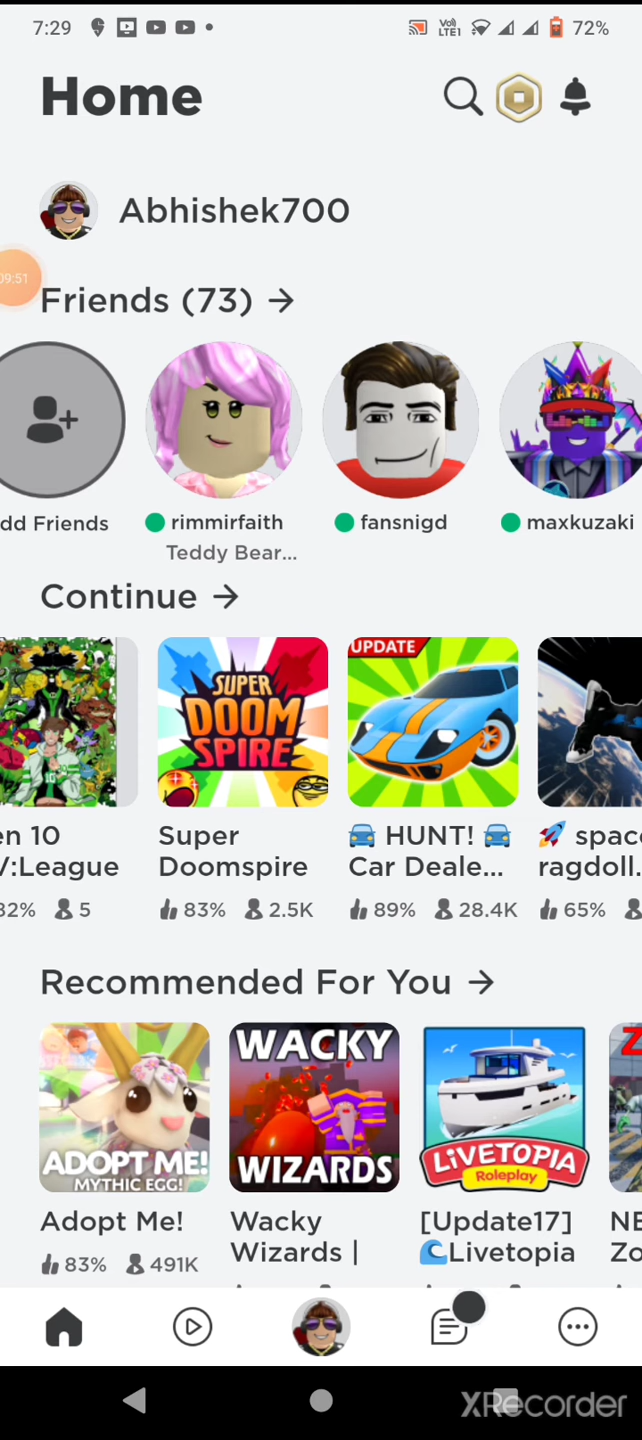 7:29
Vo)
LTE1
72%
Home
Abhishek700
09:51
Friends (73) →
dd Friends
rimmirfaith
fansnigd
maxkuzaki
Teddy Bear...
Continue →
SUPER
DOOM
SPIRE
UPDATE
en 10
V:League
82% 5
Super
Doomspire
83% 2.5K
🚘 HUNT! 🚘
Car Deale...
89% 28.4K
🚀 spac
ragdoll.
65%
Recommended For You →
ADOPT ME!
MYTHIC EGG!
WACKY
WIZARDS
LIVETOPIA
Roleplay
Z
Adopt Me!
83% 491K
Wacky
Wizards |
[Update17]
🌊Livetopia
NE
Zo
XRecorder